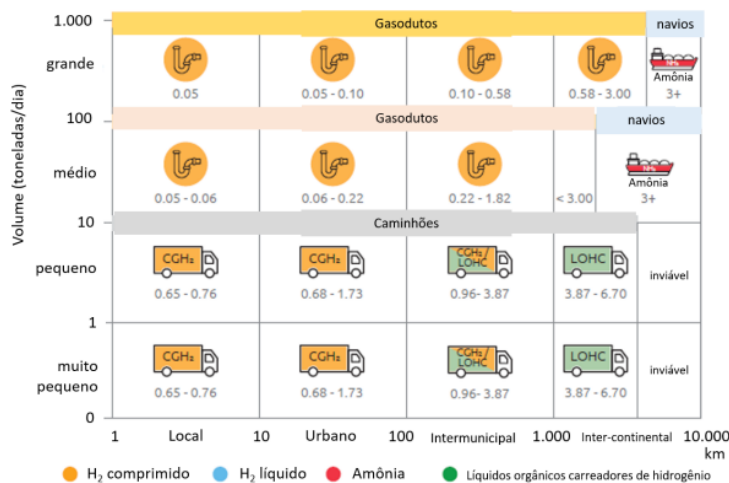 1.000
Gasodutos
navios
grande
NH₃
Amônia
0.05
0.05 - 0.10
0.10 - 0.58
0.58 - 3.00
3+
100
Gasodutos
navios
médio
NH₃
Amônia
0.05 - 0.06
0.06 - 0.22
0.22 - 1.82
< 3.00
3+
10
Caminhões
pequeno
CGH₂
CGH₂
CGH₂/
LOHC
LOHC
inviável
0.65 - 0.76
0.68 - 1.73
0.96 - 3.87
3.87 - 6.70
1
muito
pequeno
CGH₂
CGH₂
CGH₂/
LOHC
LOHC
inviável
0.65 - 0.76
0.68 - 1.73
0.96- 3.87
3.87 - 6.70
0
Volume (toneladas/dia)
1
Local
10
Urbano
100
Intermunicipal
1.000
Inter-continental
10.000
km
H₂ comprimido
H₂ líquido
Amônia
Líquidos orgânicos carreadores de hidrogênio